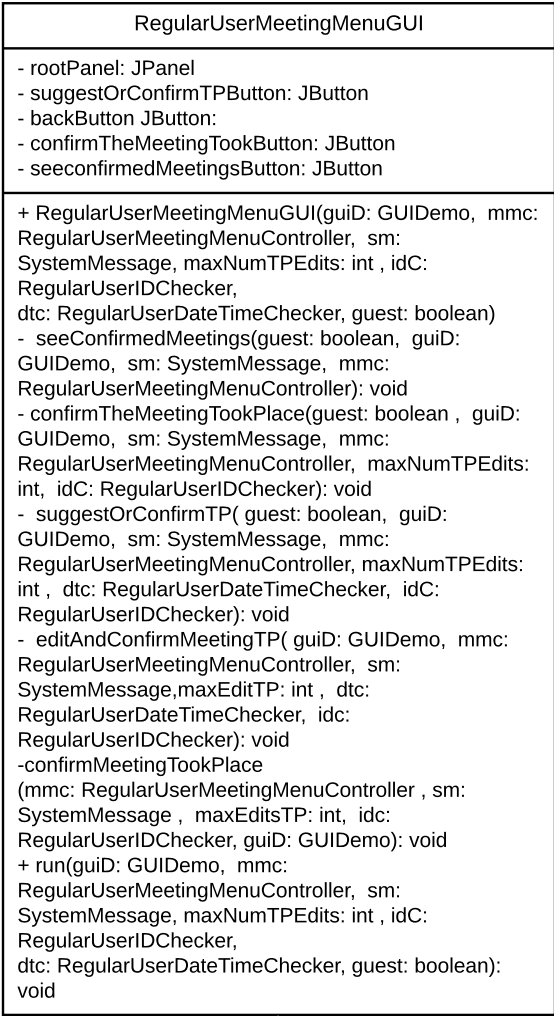 RegularUserMeetingMenuGUI
- rootPanel: JPanel
- suggestOrConfirmTPButton: JButton
- backButton JButton:
- confirmTheMeetingTookButton: JButton
- seeconfirmedMeetingsButton: JButton
+ RegularUserMeetingMenuGUI(guiD: GUIDemo,  mmc:
RegularUserMeetingMenuController,  sm:
SystemMessage, maxNumTPEdits: int , idC:
RegularUserIDChecker,
dtc: RegularUserDateTimeChecker, guest: boolean)
-  seeConfirmedMeetings(guest: boolean,  guiD:
GUIDemo,  sm: SystemMessage,  mmc:
RegularUserMeetingMenuController): void
- confirmTheMeetingTookPlace(guest: boolean ,  guiD:
GUIDemo,  sm: SystemMessage,  mmc:
RegularUserMeetingMenuController,  maxNumTPEdits:
int,  idC: RegularUserIDChecker): void
-  suggestOrConfirmTP( guest: boolean,  guiD:
GUIDemo,  sm: SystemMessage,  mmc:
RegularUserMeetingMenuController, maxNumTPEdits:
int ,  dtc: RegularUserDateTimeChecker,  idC:
RegularUserIDChecker): void
-  editAndConfirmMeetingTP( guiD: GUIDemo,  mmc:
RegularUserMeetingMenuController,  sm:
SystemMessage,maxEditTP: int ,  dtc:
RegularUserDateTimeChecker,  idc:
RegularUserIDChecker): void
-confirmMeetingTookPlace
(mmc: RegularUserMeetingMenuController , sm:
SystemMessage ,  maxEditsTP: int,  idc:
RegularUserIDChecker, guiD: GUIDemo): void
+ run(guiD: GUIDemo,  mmc:
RegularUserMeetingMenuController,  sm:
SystemMessage, maxNumTPEdits: int , idC:
RegularUserIDChecker,
dtc: RegularUserDateTimeChecker, guest: boolean):
void